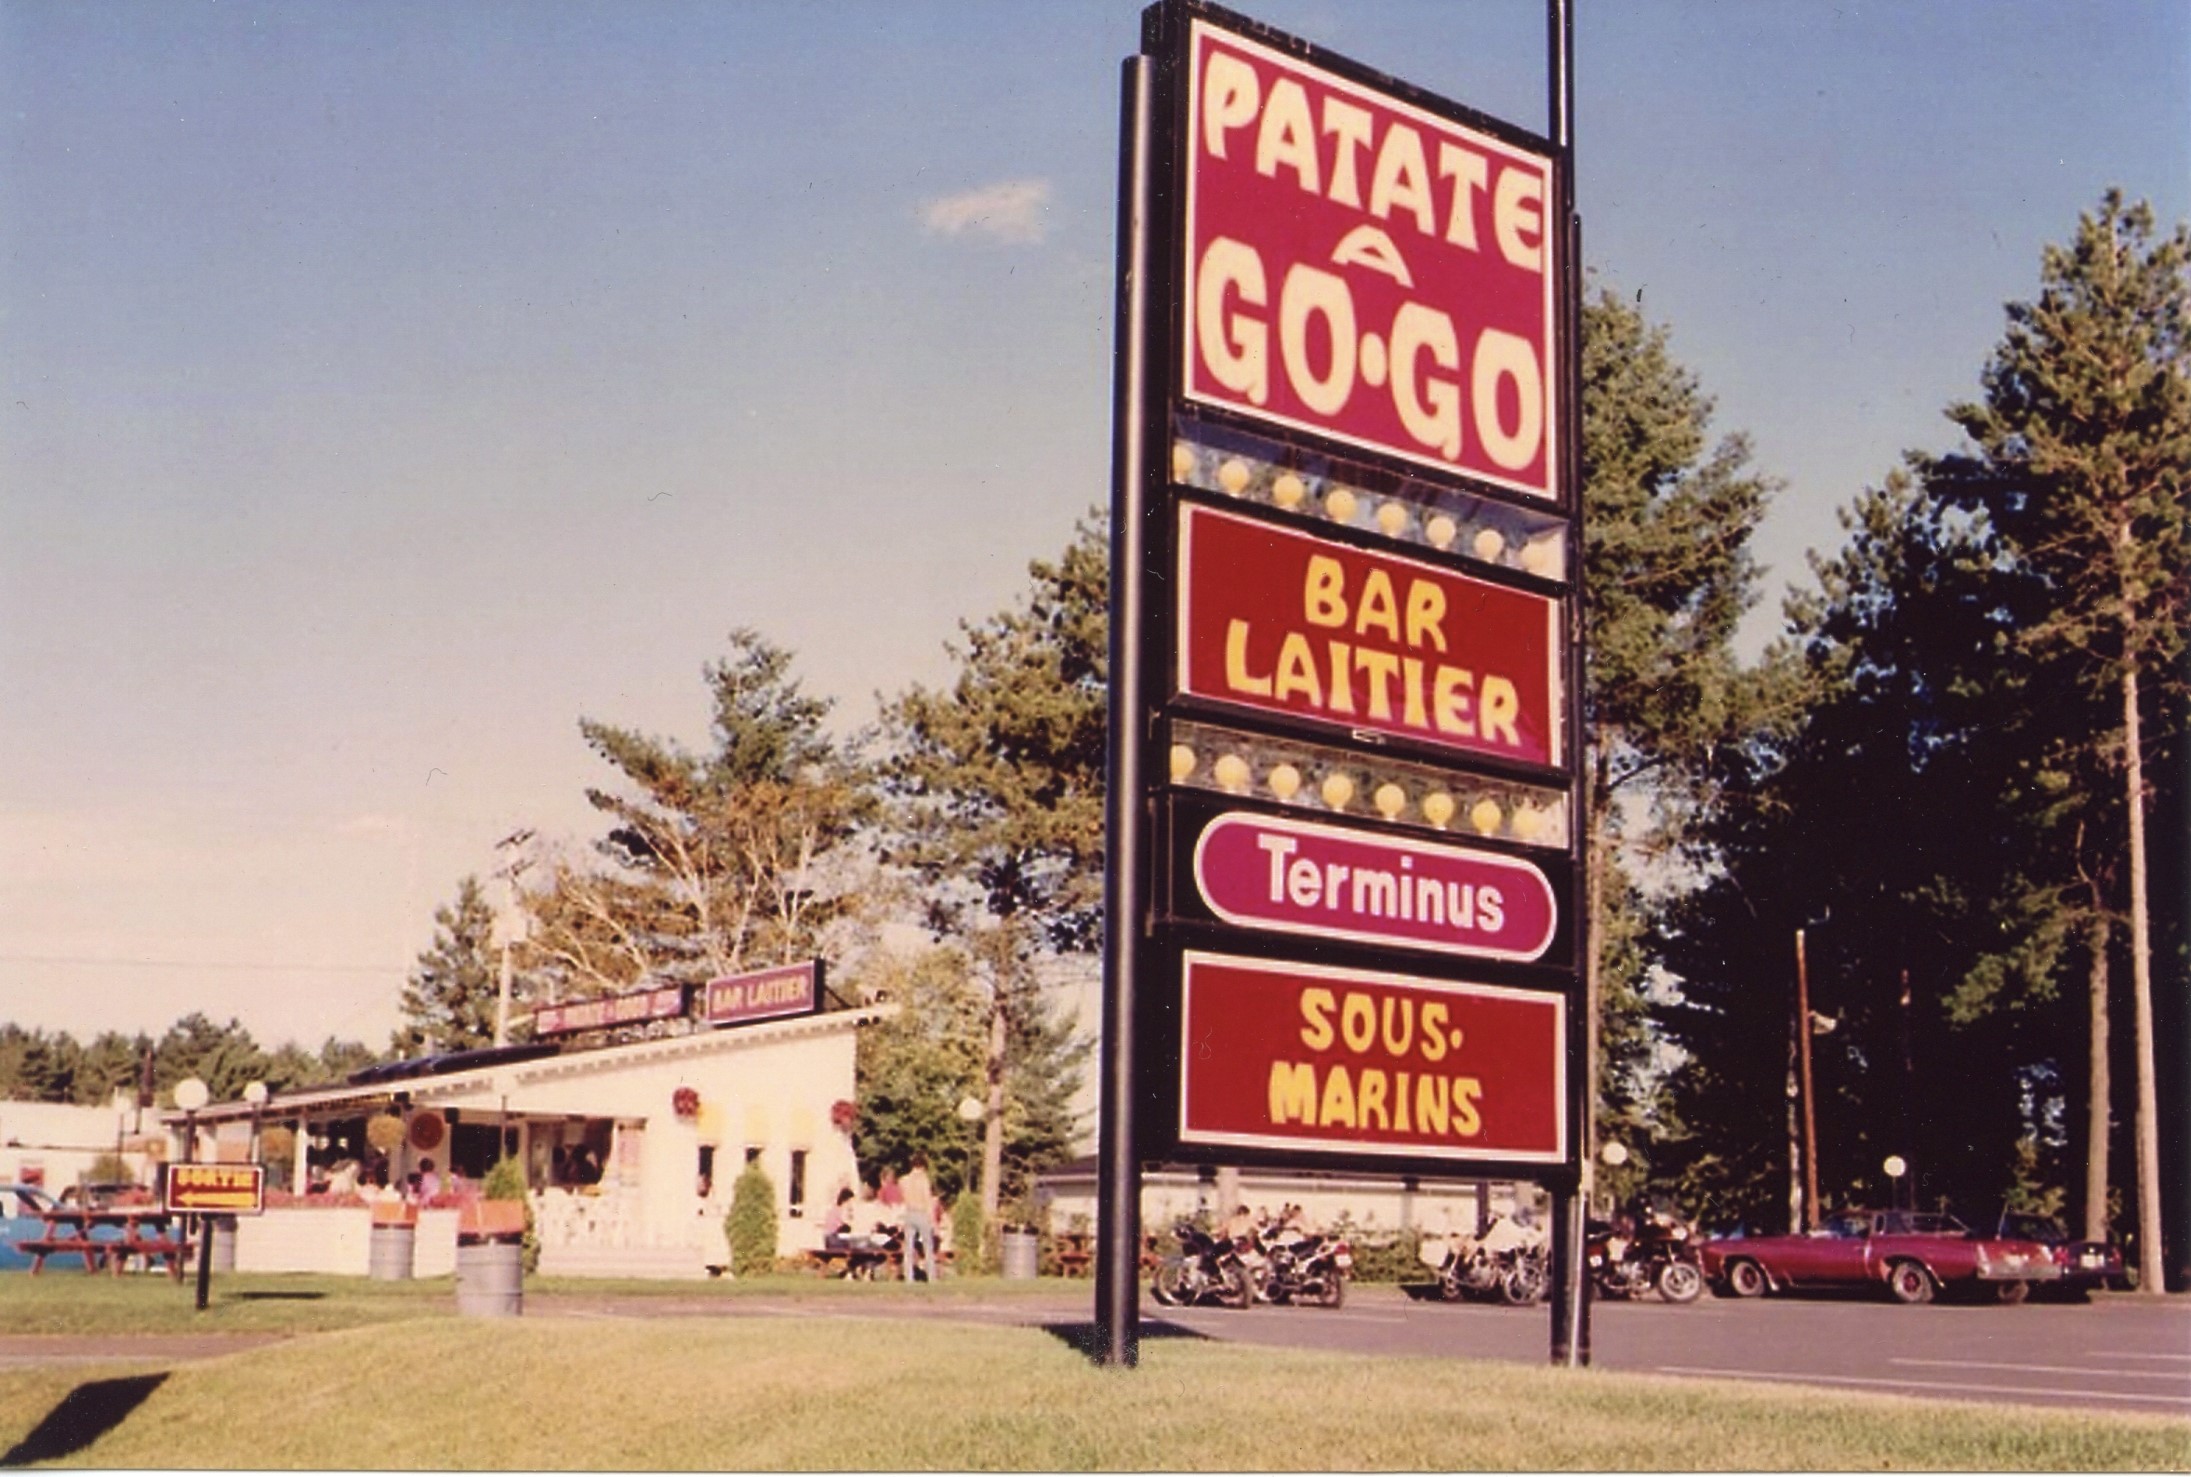 PATATE
A
GO•GO
BAR
LAITIER
Terminus
SOUS-
MARINS
BAR LAITIER
SORTIE